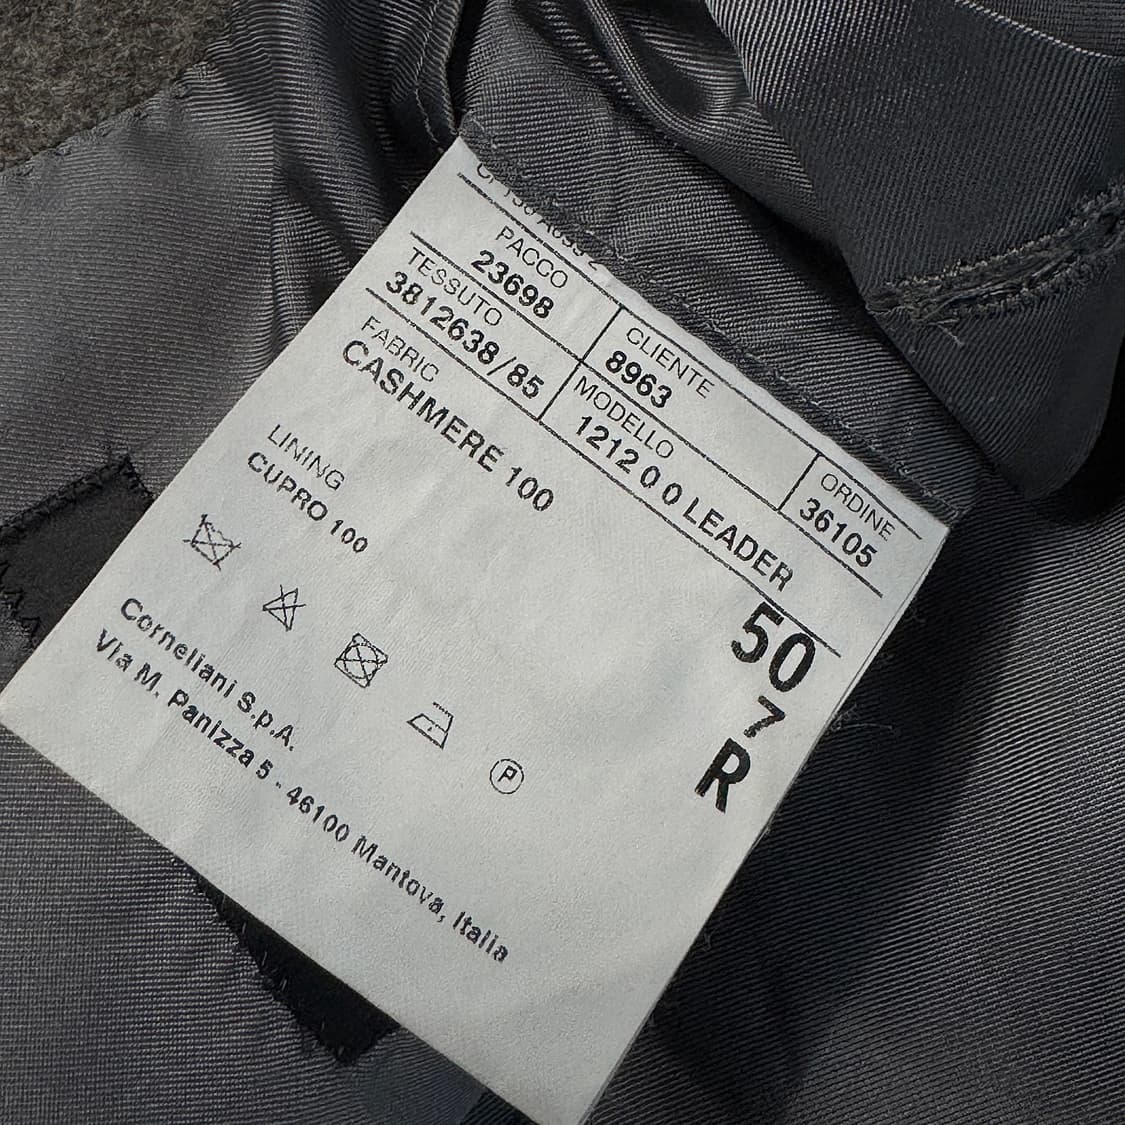 PACCO
23698
CLIENTE
8963
ORDINE
36105
TESSUTO
3812638/85
MODELLO
1212 0 0 LEADER
FABRIC
CASHMERE 100
50
7
R
LINING
CUPRO 100
P
Corneliani S.p.A.
Via M. Panizza 5 - 46100 Mantova, Italia